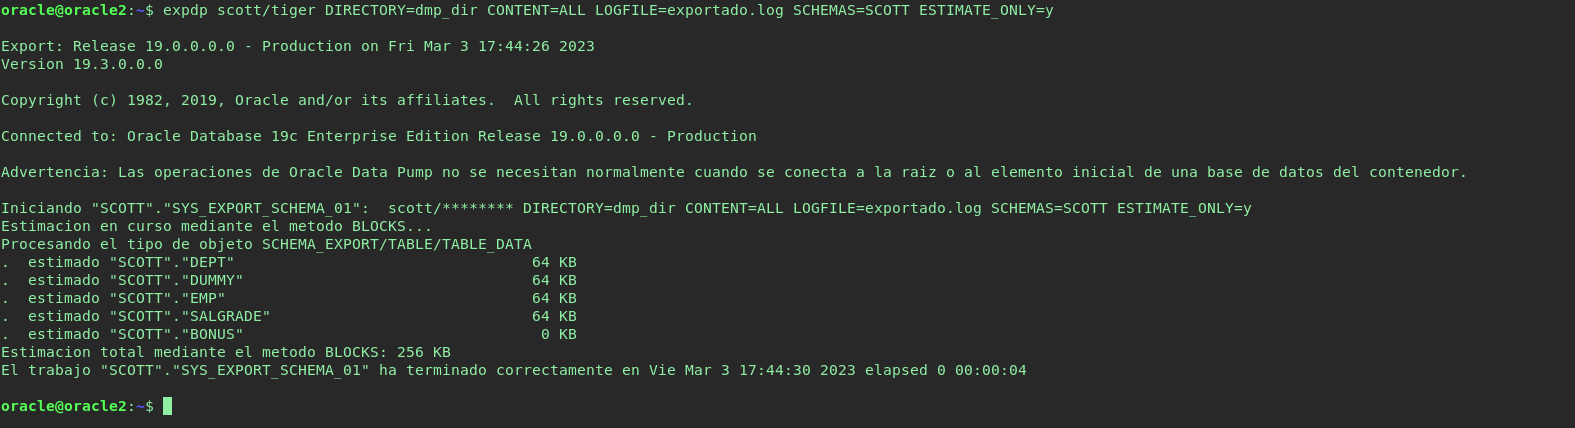 oracle@oracle2:~$ expdp scott/tiger DIRECTORY=dmp_dir CONTENT=ALL LOGFILE=exportado.log SCHEMAS=SCOTT ESTIMATE_ONLY=y
Export: Release 19.0.0.0.0 - Production on Fri Mar 3 17:44:26 2023
Version 19.3.0.0.0
Copyright (c) 1982, 2019, Oracle and/or its affiliates.  All rights reserved.
Connected to: Oracle Database 19c Enterprise Edition Release 19.0.0.0.0 - Production
Advertencia: Las operaciones de Oracle Data Pump no se necesitan normalmente cuando se conecta a la raiz o al elemento inicial de una base de datos del contenedor.
Iniciando "SCOTT"."SYS_EXPORT_SCHEMA_01":  scott/******** DIRECTORY=dmp_dir CONTENT=ALL LOGFILE=exportado.log SCHEMAS=SCOTT ESTIMATE_ONLY=y
Estimacion en curso mediante el metodo BLOCKS...
Procesando el tipo de objeto SCHEMA_EXPORT/TABLE/TABLE_DATA
.  estimado "SCOTT"."DEPT"                                 64 KB
.  estimado "SCOTT"."DUMMY"                                64 KB
.  estimado "SCOTT"."EMP"                                  64 KB
.  estimado "SCOTT"."SALGRADE"                             64 KB
.  estimado "SCOTT"."BONUS"                                 0 KB
Estimacion total mediante el metodo BLOCKS: 256 KB
El trabajo "SCOTT"."SYS_EXPORT_SCHEMA_01" ha terminado correctamente en Vie Mar 3 17:44:30 2023 elapsed 0 00:00:04
oracle@oracle2:~$